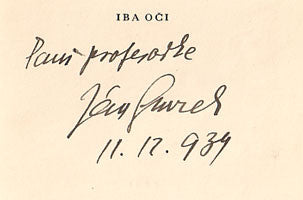 IBA OČI
Pani profesorke
Ján Smrek
11. 12. 939